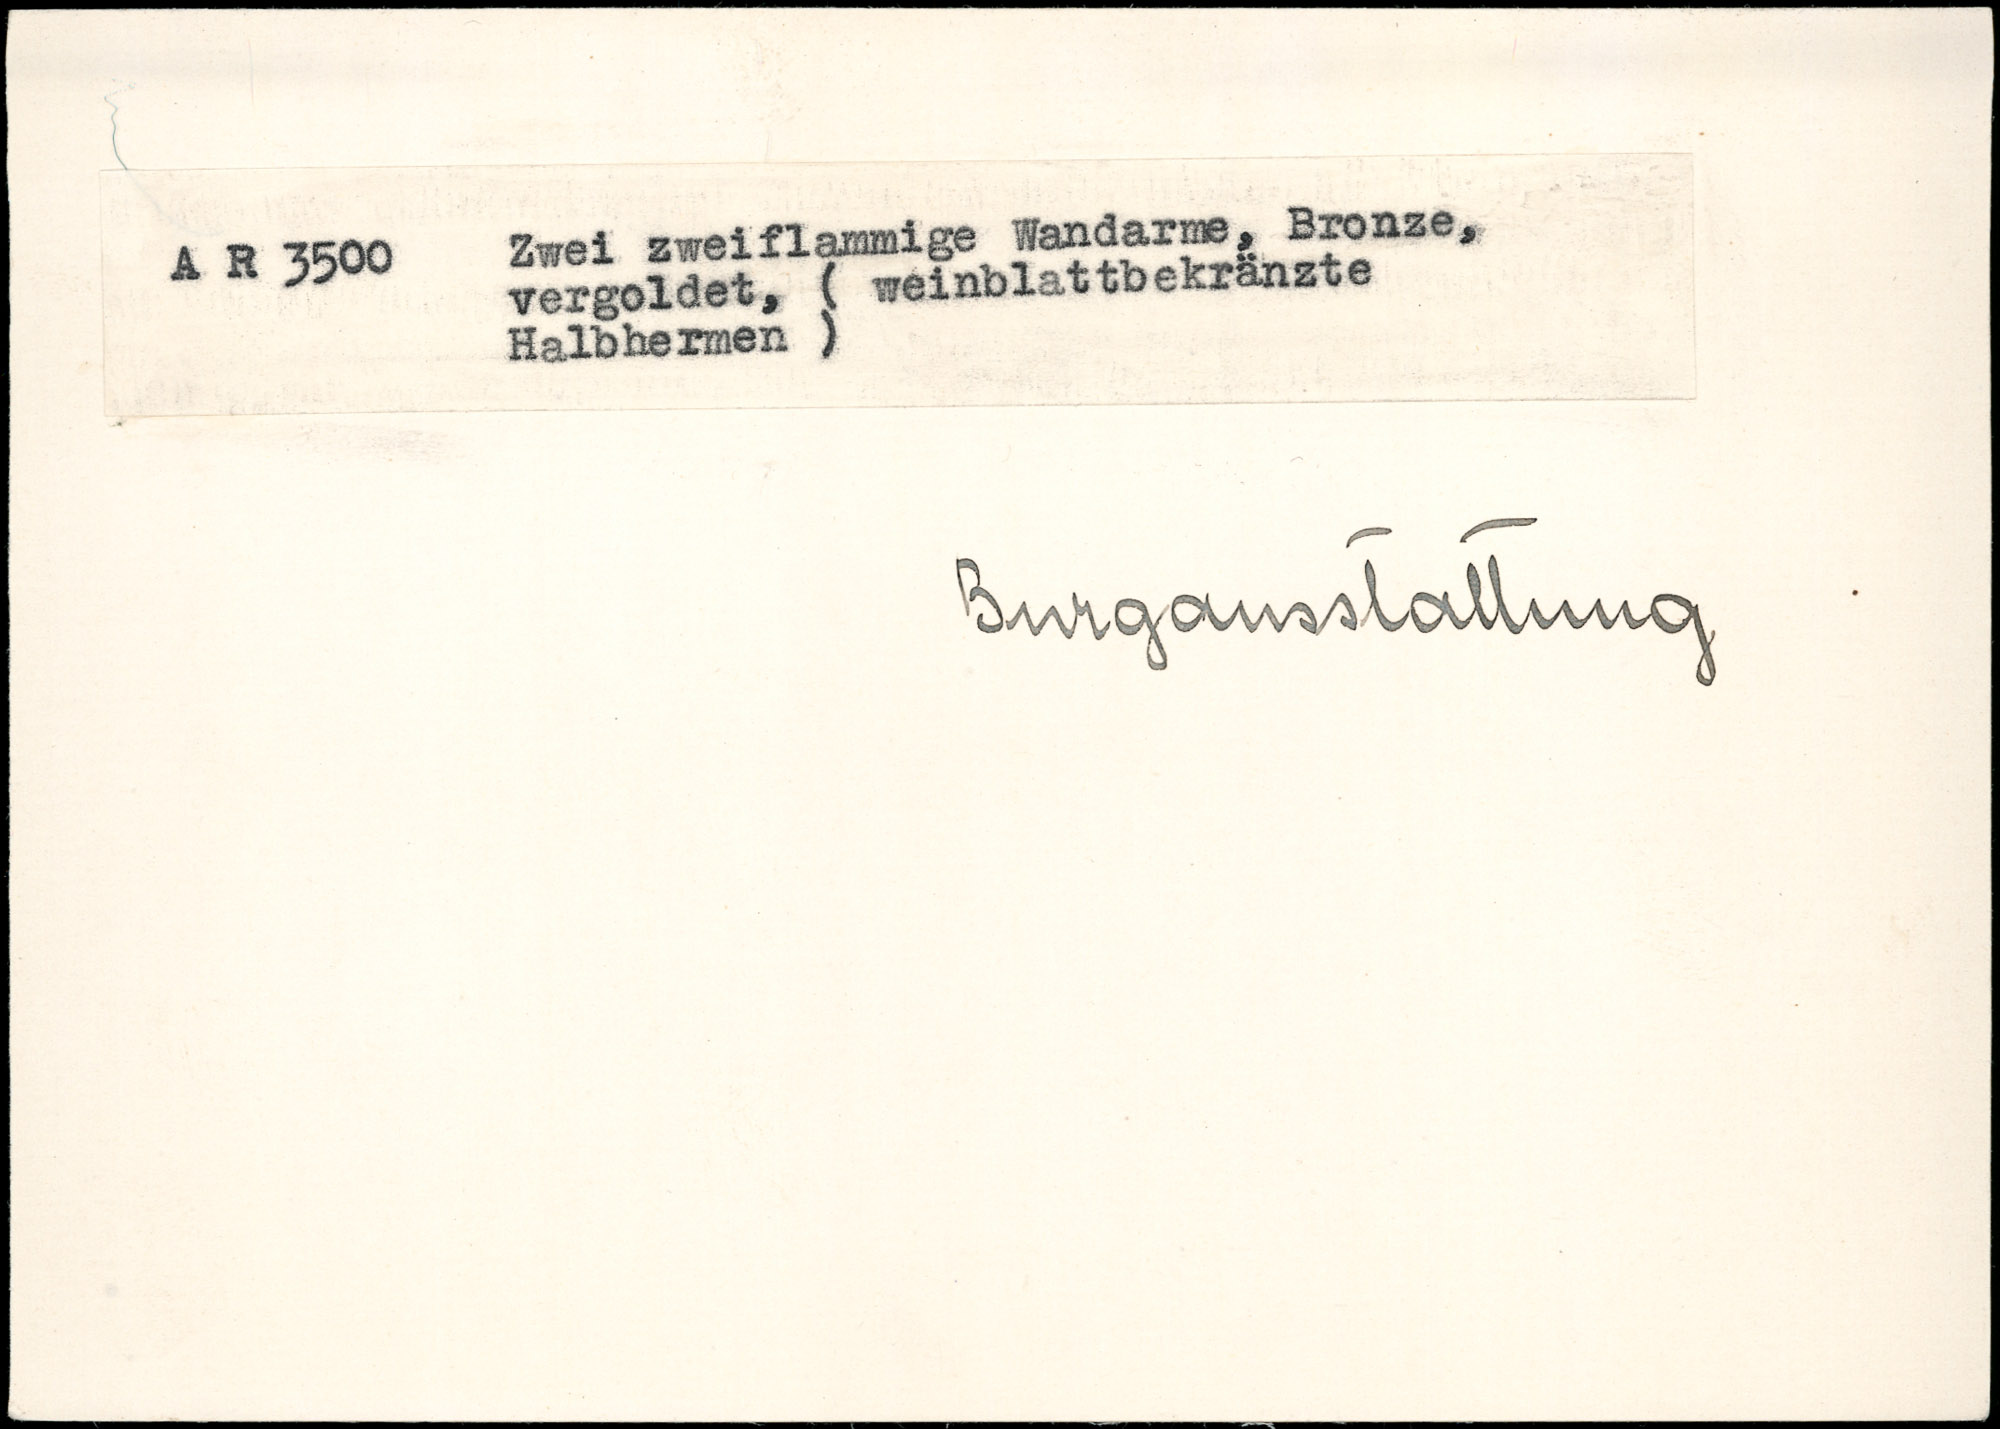 A R 3500 Zwei zweiflammige Wandarme, Bronze,
vergoldet, ( weinblattbekränzte
Halbhermen )
Burgausstattung